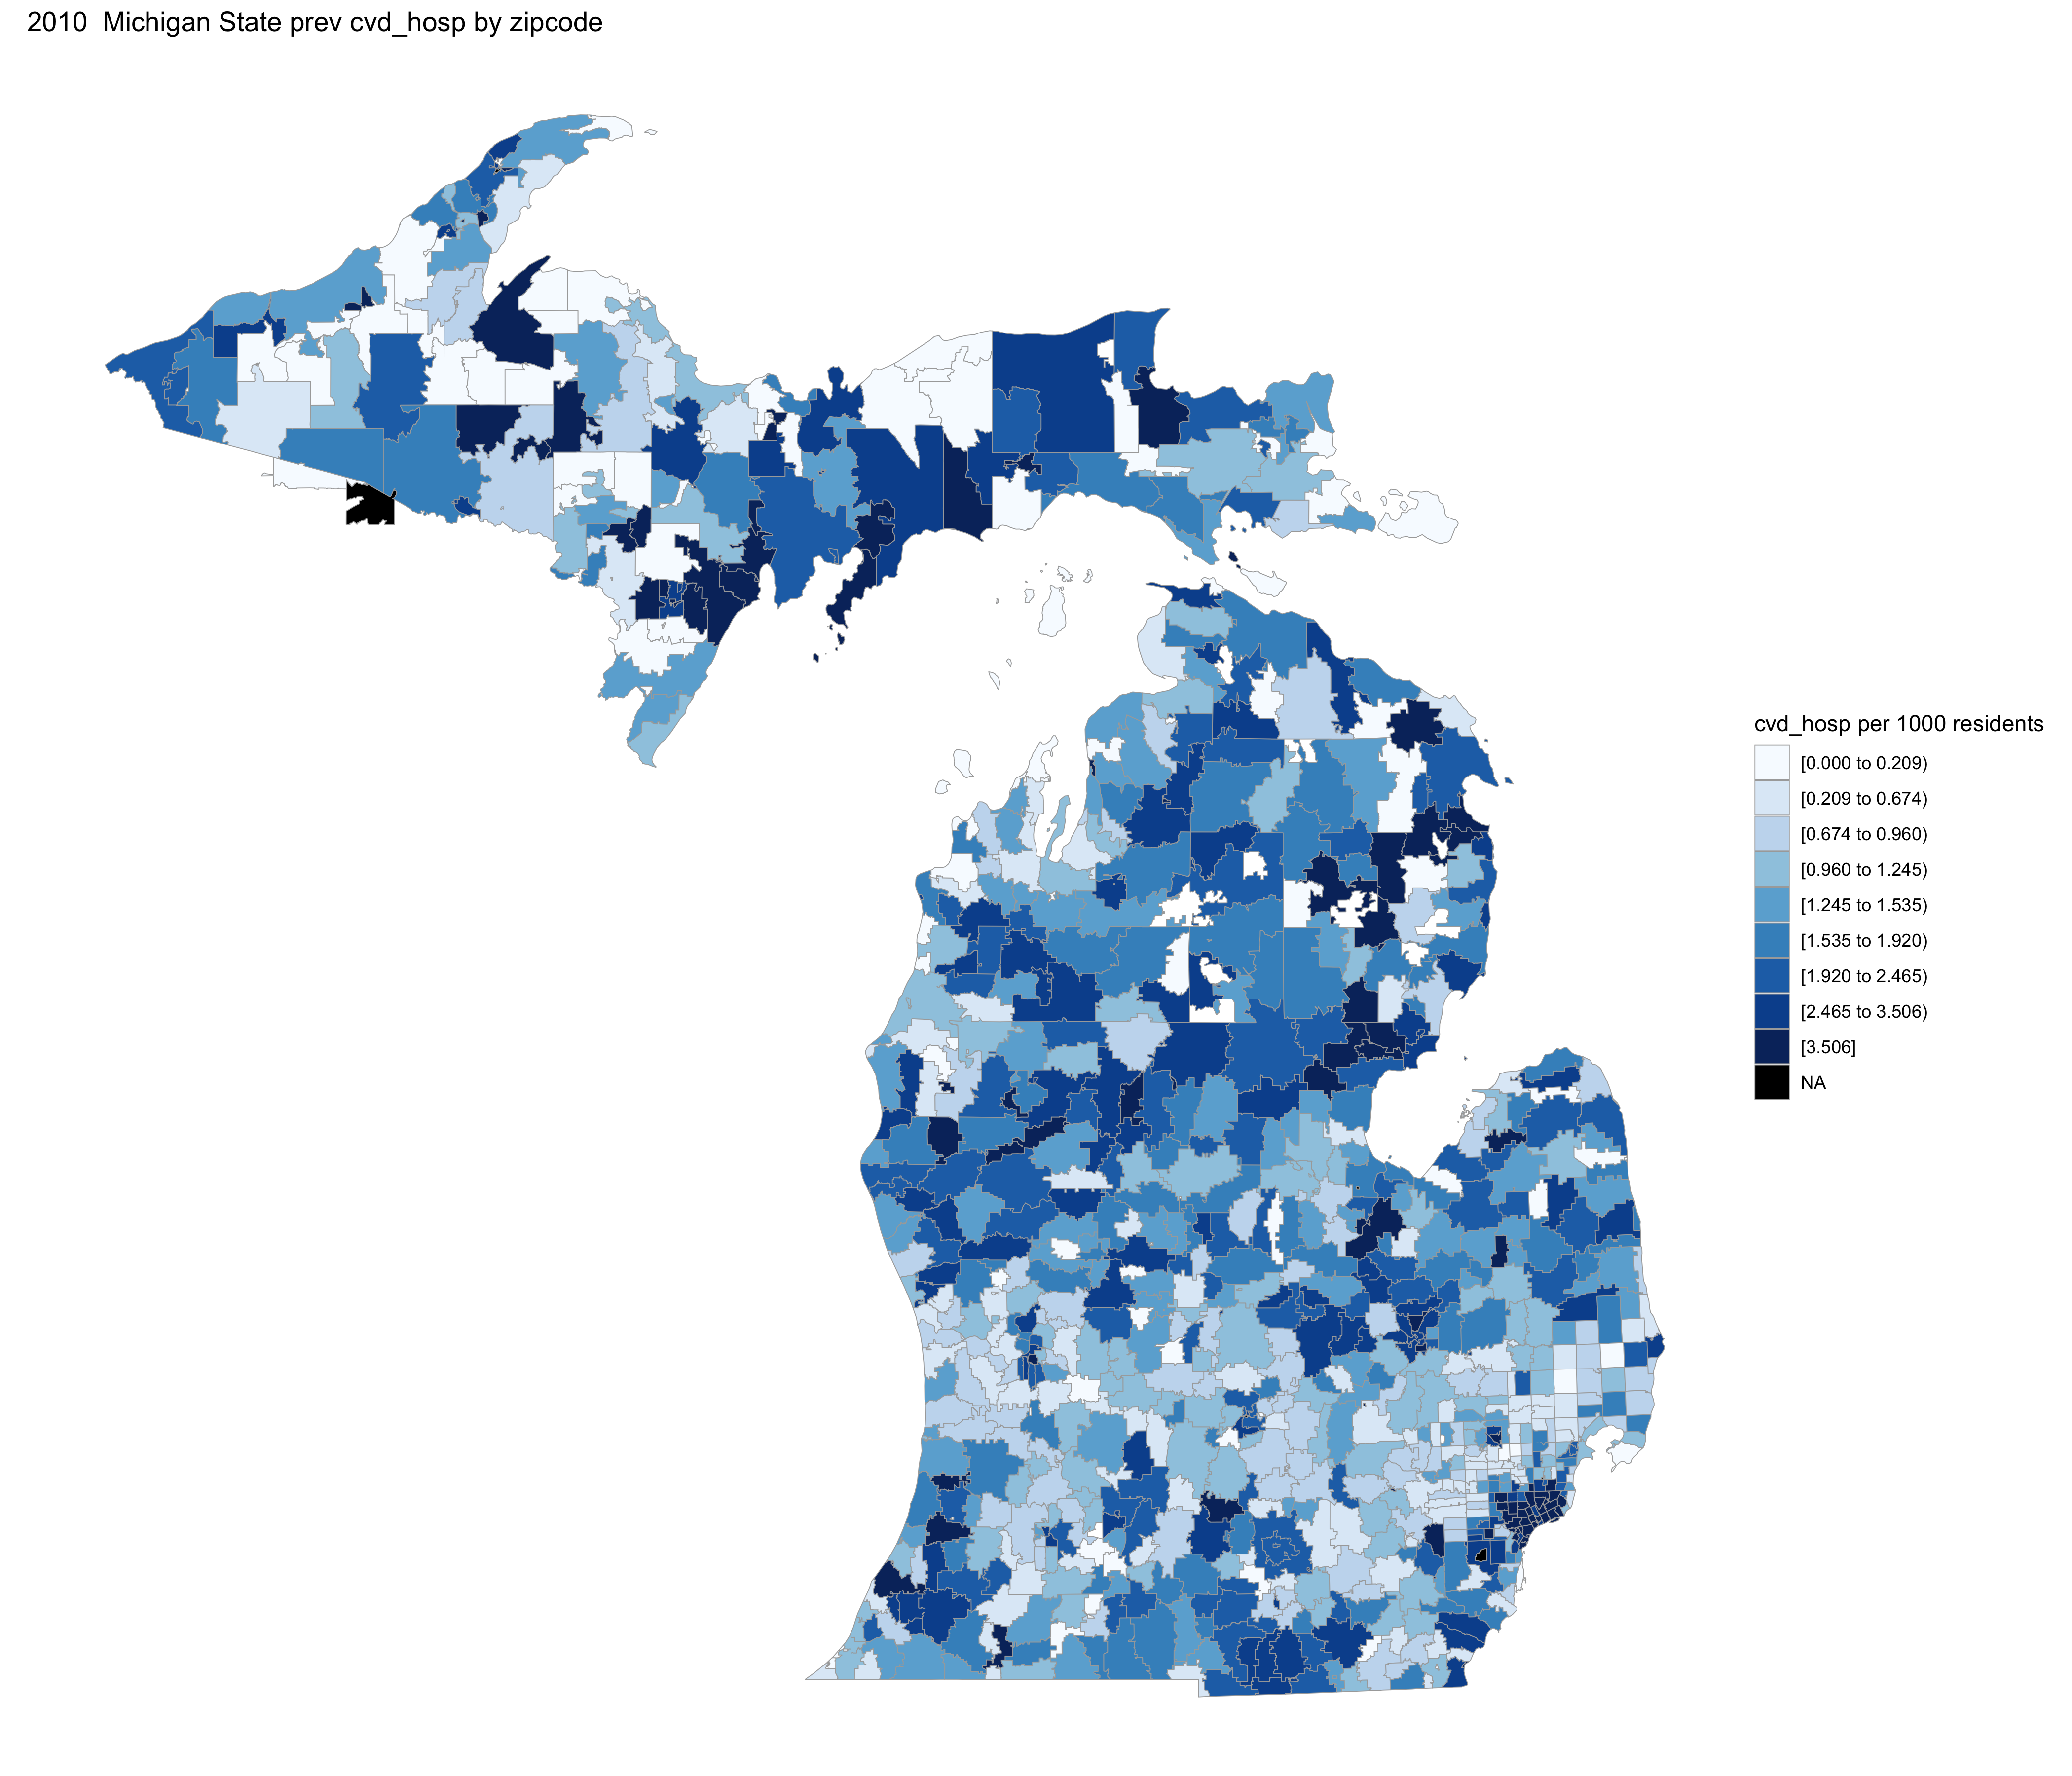 2010  Michigan State prev cvd_hosp by zipcode
cvd_hosp per 1000 residents
[0.000 to 0.209)
[0.209 to 0.674)
[0.674 to 0.960)
[0.960 to 1.245)
[1.245 to 1.535)
[1.535 to 1.920)
[1.920 to 2.465)
[2.465 to 3.506)
[3.506]
NA